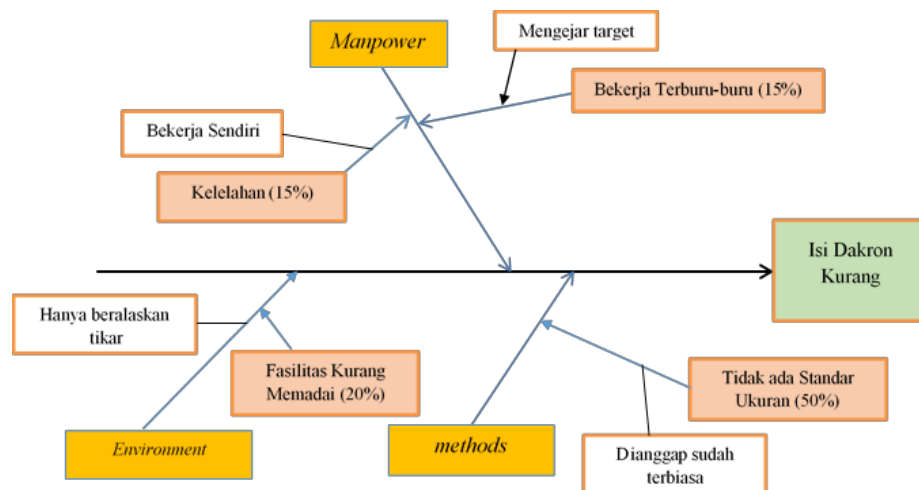 Manpower
Mengejar target
Bekerja Terburu-buru (15%)
Bekerja Sendiri
Kelelahan (15%)
Isi Dakron
Kurang
Hanya beralaskan
tikar
Fasilitas Kurang
Memadai (20%)
Tidak ada Standar
Ukuran (50%)
Environment
methods
Dianggap sudah
terbiasa